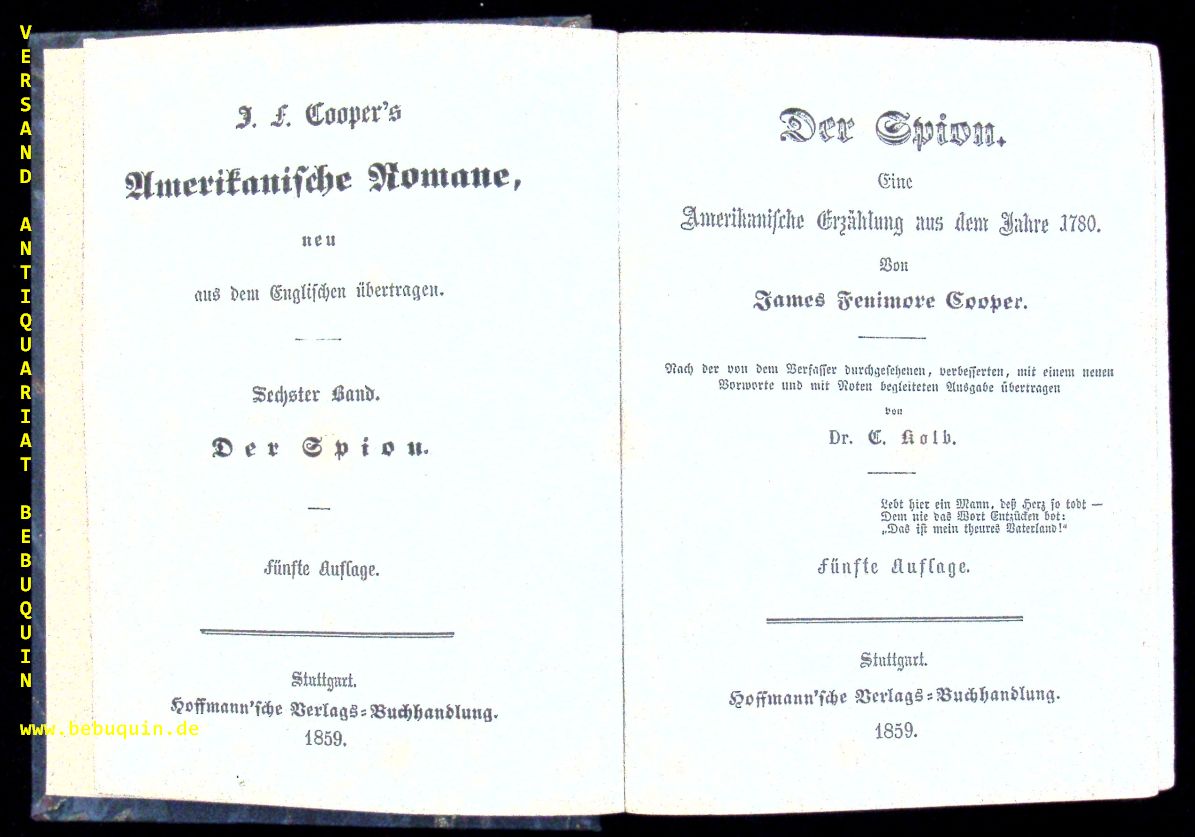 VERSAND ANTIQUARIAT BEBUQUIN
J. F. Cooper's
Amerikanische Romane,
neu
aus dem Englischen übertragen.
Sechster Band.
Der Spion.
Fünfte Auflage.
Stuttgart.
Hoffmann'sche Verlags=Buchhandlung.
1859.
www.bebuquin.de
Der Spion.
Eine
Amerikanische Erzählung aus dem Jahre 1780.
Von
James Fenimore Cooper.
Nach der von dem Verfasser durchgesehenen, verbesserten, mit einem neuen
Vorworte und mit Noten begleiteten Ausgabe übertragen
von
Dr. C. Kolb.
Lebt hier ein Mann, deß Herz so todt —
Dem nie das Wort Entzücken bot:
„Das ist mein theures Vaterland!“
Fünfte Auflage.
Stuttgart.
Hoffmann'sche Verlags=Buchhandlung.
1859.